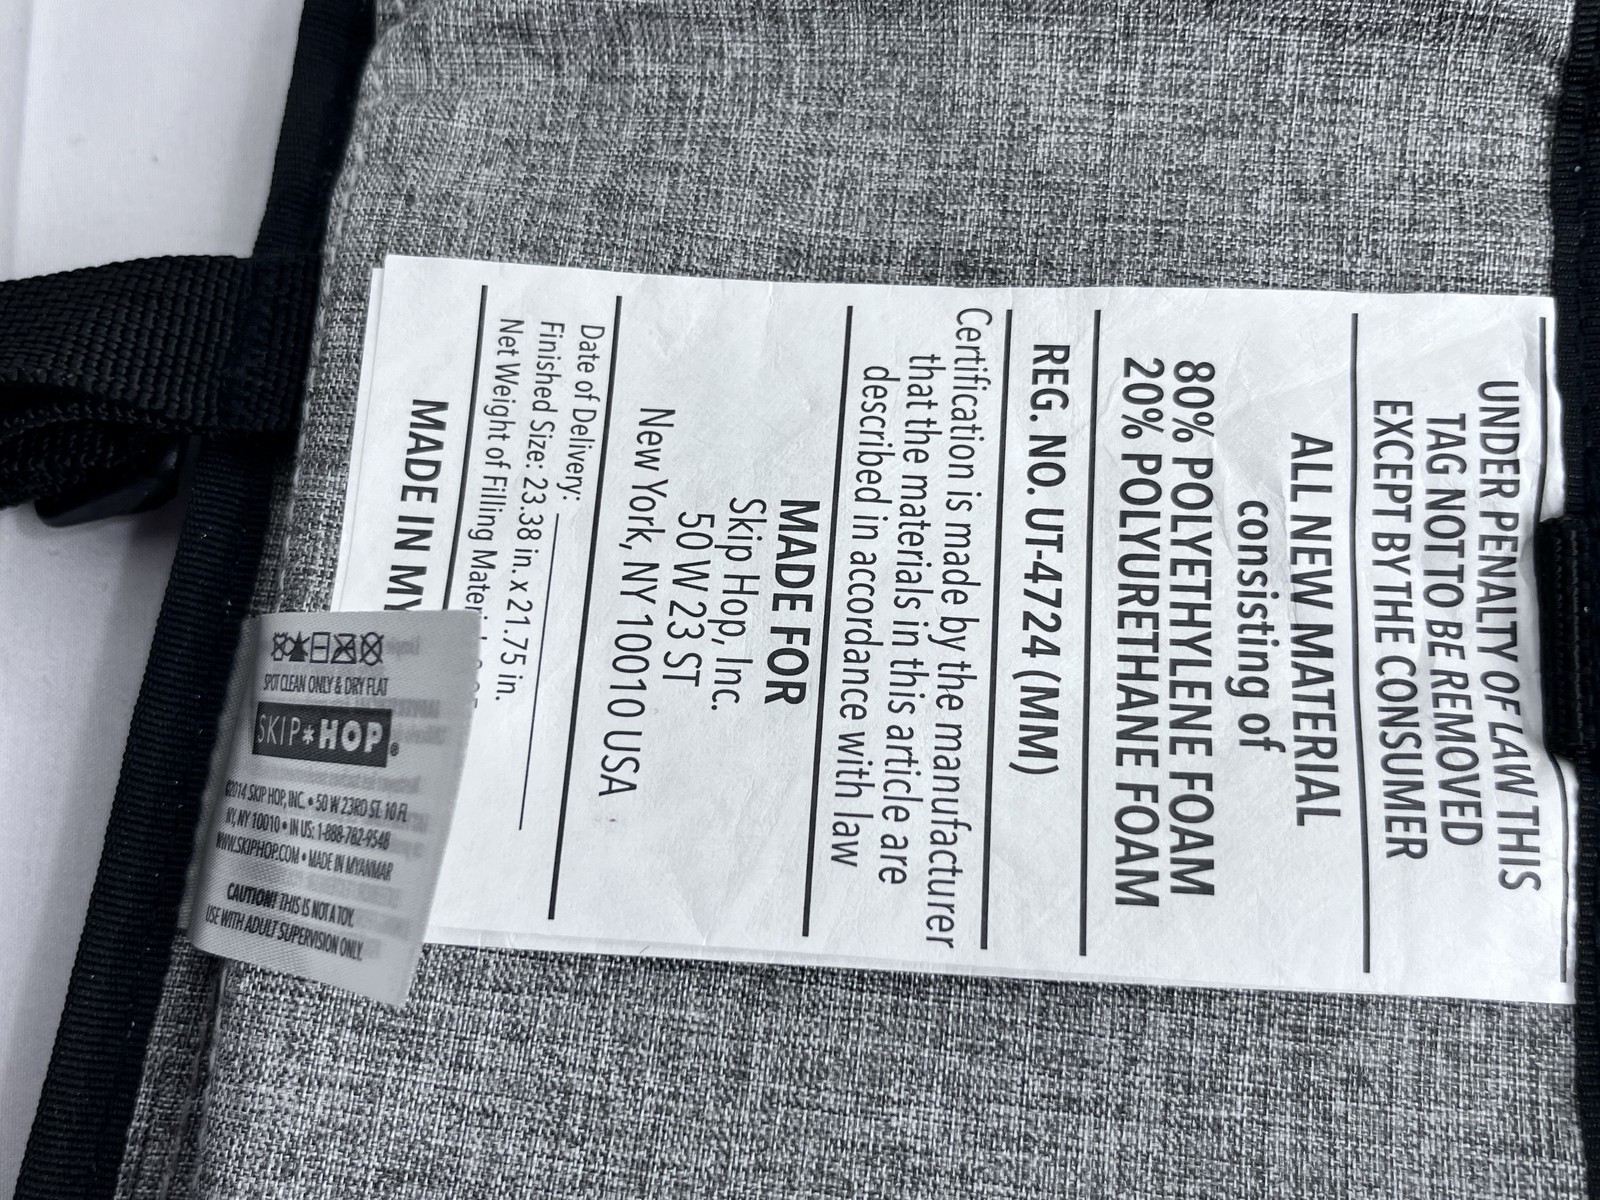 UNDER PENALTY OF LAW THIS
TAG NOT TO BE REMOVED
EXCEPT BY THE CONSUMER
ALL NEW MATERIAL
consisting of
80% POLYETHYLENE FOAM
20% POLYURETHANE FOAM
REG. NO. UT-4724 (MM)
Certification is made by the manufacturer
that the materials in this article are
described in accordance with law
MADE FOR
Skip Hop, Inc.
50 W 23 ST
New York, NY 10010 USA
Date of Delivery:
Finished Size: 23.38 in. x 21.75 in.
Net Weight of Filling
MADE IN
SPOT CLEAN ONLY & DRY FLAT
SKIP*HOP®
©2014 SKIP HOP, INC. • 50 W 23RD ST. 10 FL
NY, NY 10010 • IN US: 1-888-782-9548
WWW.SKIPHOP.COM • MADE IN MYANMAR
CAUTION! THIS IS NOT A TOY.
USE WITH ADULT SUPERVISION ONLY.